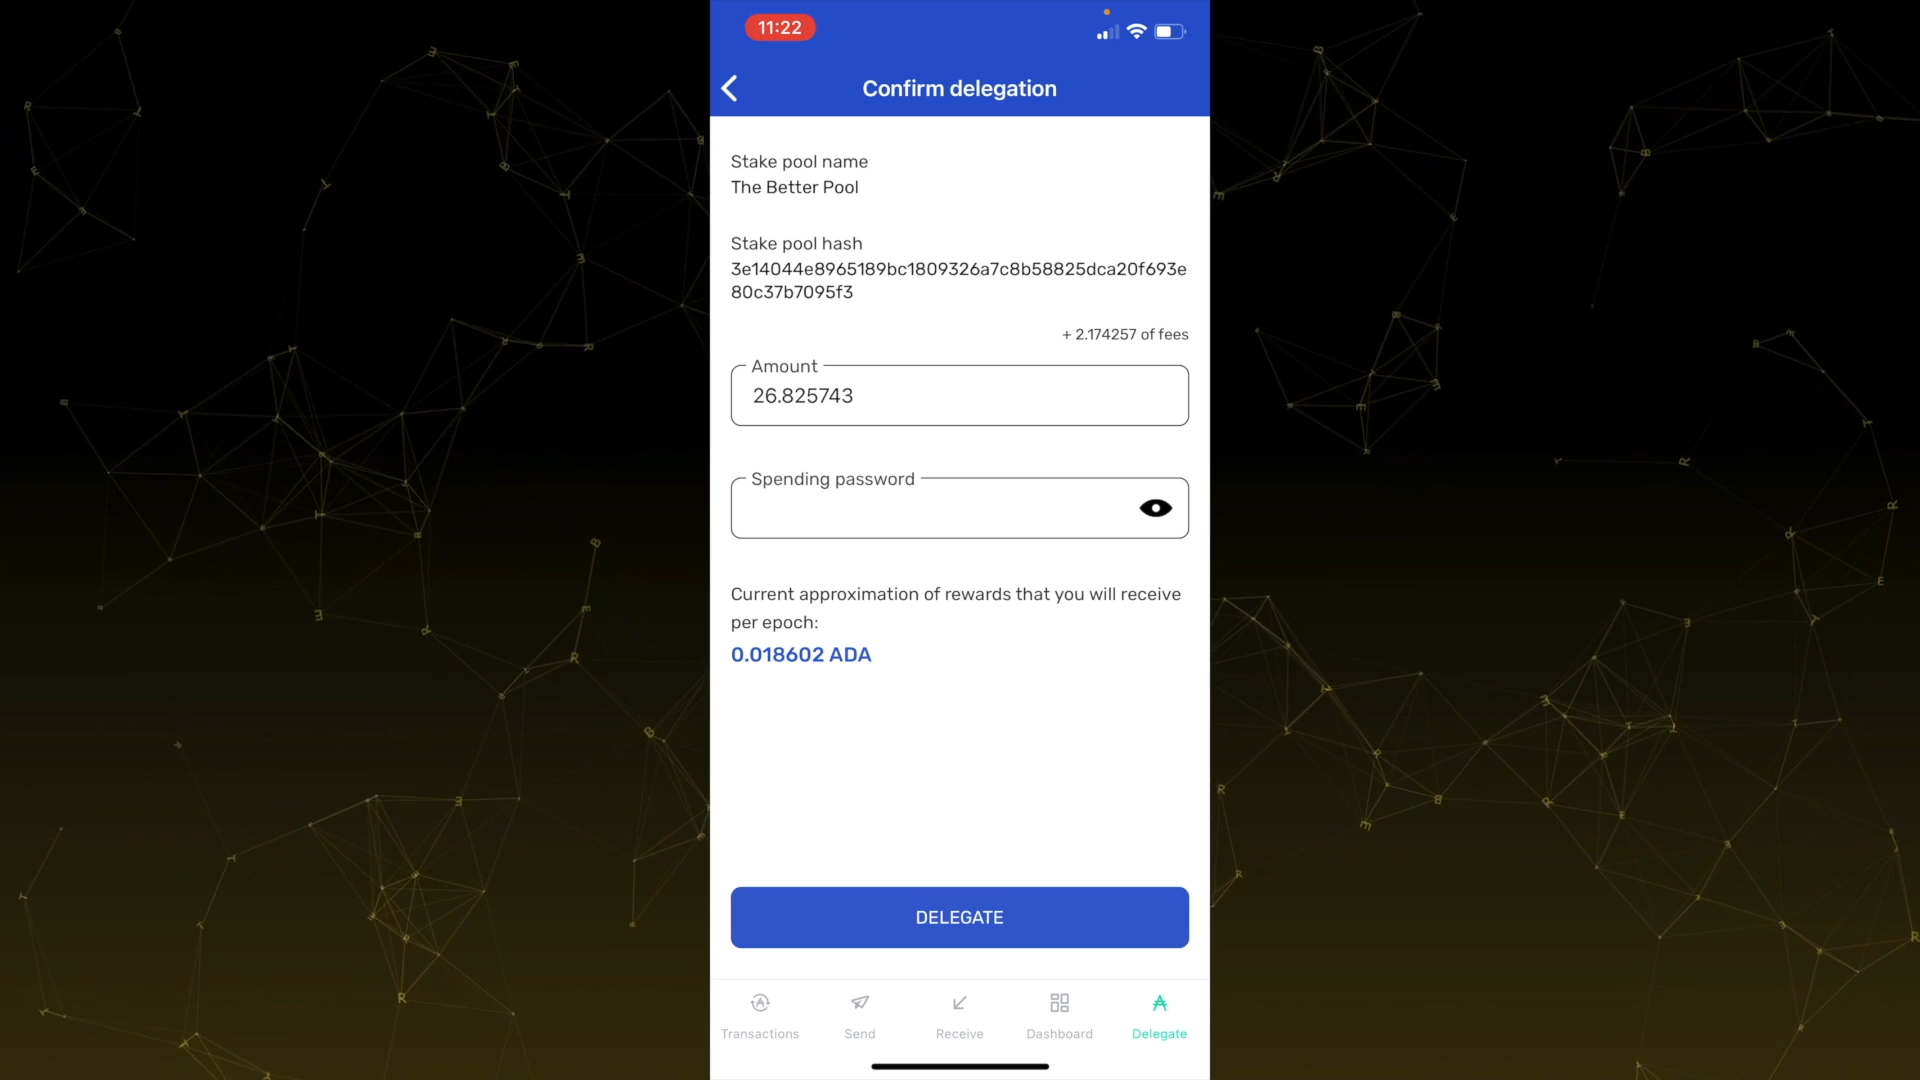 11:22
Confirm delegation
Stake pool name
The Better Pool
Stake pool hash
3e14044e8965189bc1809326a7c8b58825dca20f693e
80c37b7095f3
+ 2.174257 of fees
Amount
26.825743
Spending password
Current approximation of rewards that you will receive
per epoch:
0.018602 ADA
DELEGATE
Transactions
Send
Receive
Dashboard
Delegate